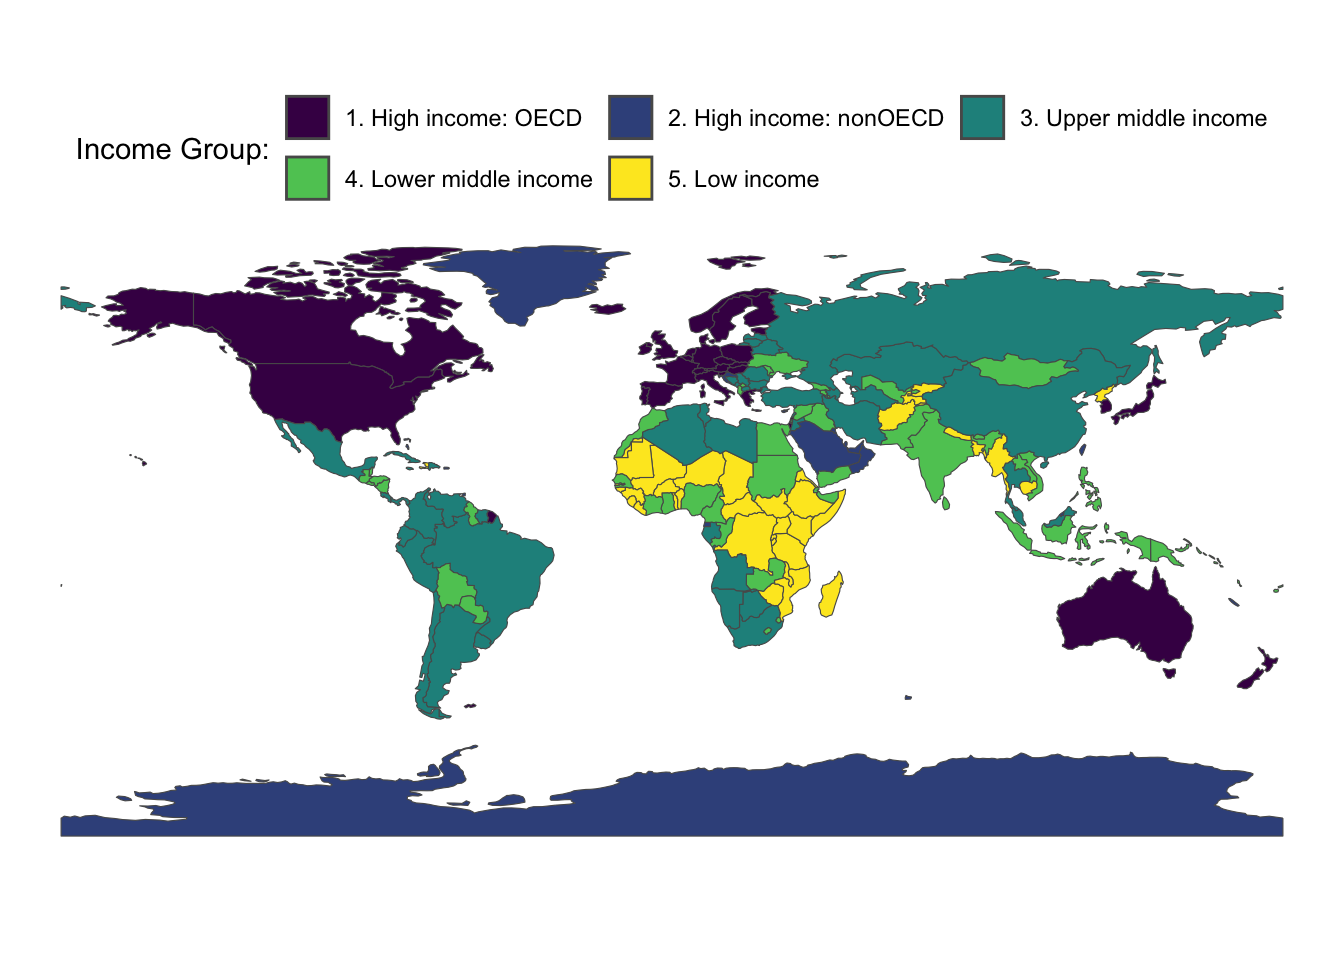 Income Group:
1. High income: OECD
2. High income: nonOECD
3. Upper middle income
4. Lower middle income
5. Low income